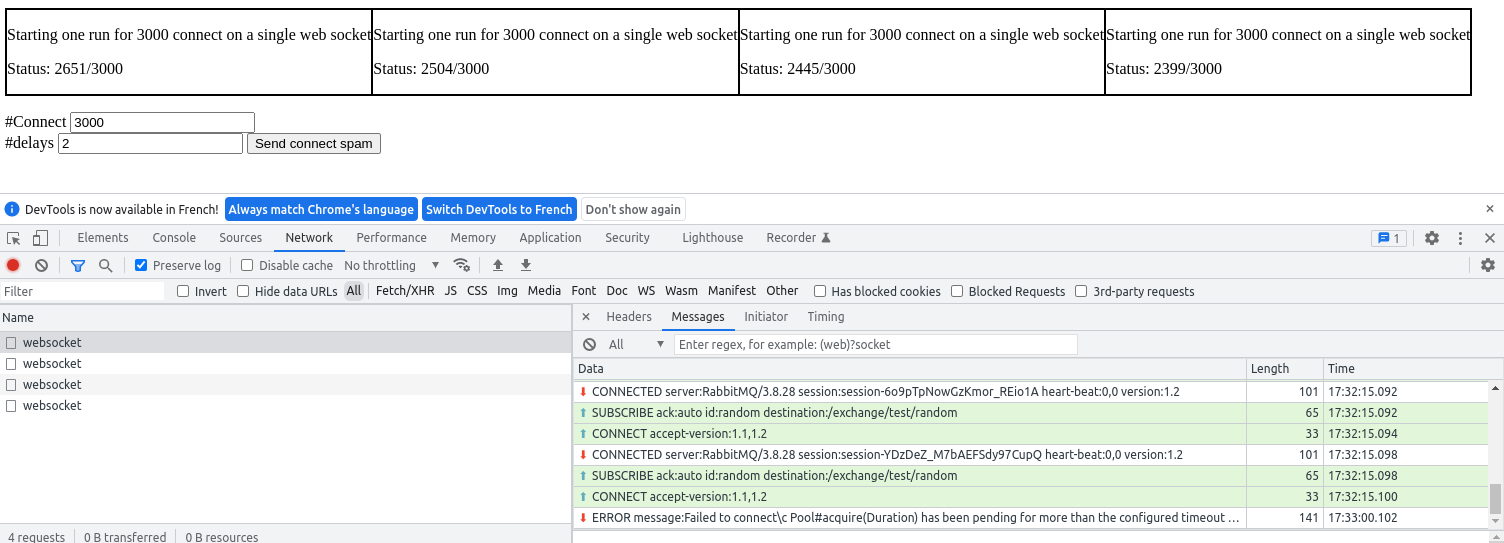 Starting one run for 3000 connect on a single web socket Starting one run for 3000 connect on a single web socket Starting one run for 3000 connect on a single web socket Starting one run for 3000 connect on a single web socket
Status: 2651/3000 Status: 2504/3000 Status: 2445/3000 Status: 2399/3000
#Connect 3000
#delays 2 Send connect spam
DevTools is now available in French! Always match Chrome's language Switch DevTools to French Don't show again
Elements Console Sources Network Performance Memory Application Security Lighthouse Recorder 1
Preserve log Disable cache No throttling
Filter Invert Hide data URLs All Fetch/XHR JS CSS Img Media Font Doc WS Wasm Manifest Other Has blocked cookies Blocked Requests 3rd-party requests
Name Headers Messages Initiator Timing
websocket All Enter regex, for example: (web)?socket
websocket Data Length Time
websocket CONNECTED server:RabbitMQ/3.8.28 session:session-6o9pTpNowGzKmor_REio1A heart-beat:0,0 version:1.2 101 17:32:15.092
websocket SUBSCRIBE ack:auto id:random destination:/exchange/test/random 65 17:32:15.092
CONNECT accept-version:1.1,1.2 33 17:32:15.094
CONNECTED server:RabbitMQ/3.8.28 session:session-YDzDeZ_M7bAEFSdy97CupQ heart-beat:0,0 version:1.2 101 17:32:15.098
SUBSCRIBE ack:auto id:random destination:/exchange/test/random 65 17:32:15.098
CONNECT accept-version:1.1,1.2 33 17:32:15.100
ERROR message:Failed to connect\c Pool#acquire(Duration) has been pending for more than the configured timeout ... 141 17:33:00.102
4 requests 0 B transferred 0 B resources